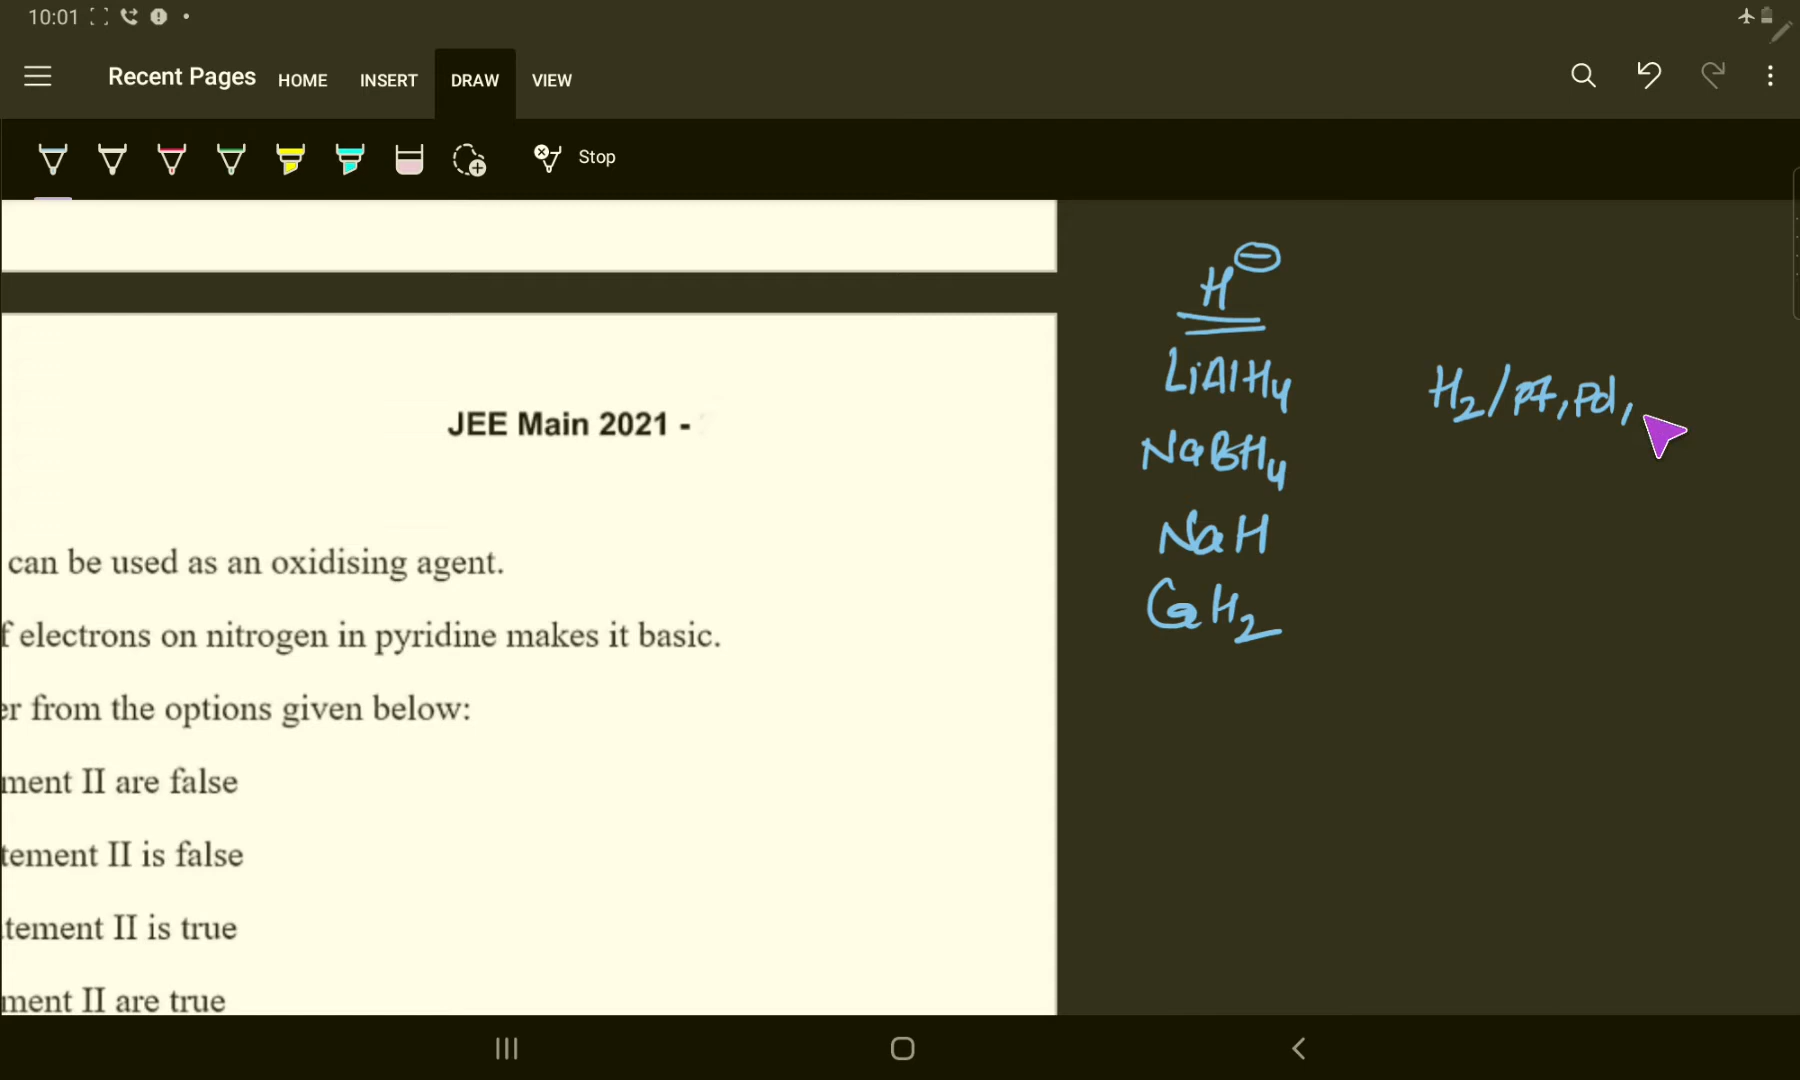 10:01
Recent Pages HOME INSERT DRAW VIEW
Stop
H⊖
LiAlH4
H2/Pt, Pd,
NaBH4
NaH
CaH2
JEE Main 2021 -
can be used as an oxidising agent.
f electrons on nitrogen in pyridine makes it basic.
er from the options given below:
ment II are false
tement II is false
tement II is true
ment II are true